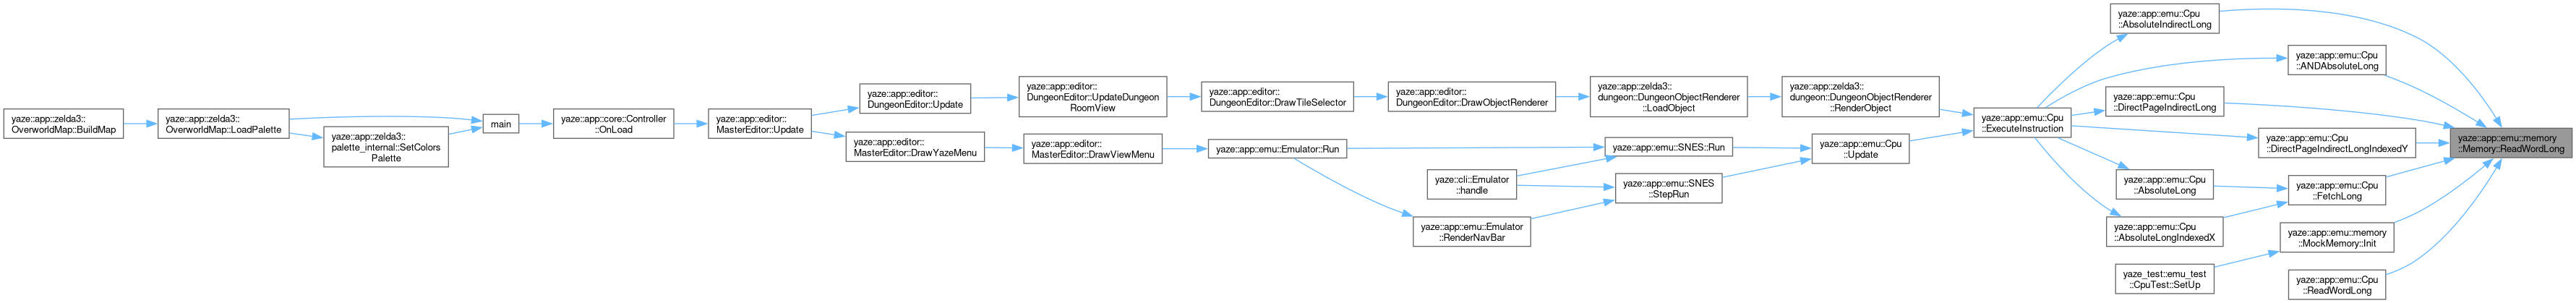 yaze::app::zelda3::
OverworldMap::BuildMap
yaze::app::zelda3::
OverworldMap::LoadPalette
yaze::app::zelda3::
palette_internal::SetColors
Palette
main
yaze::app::core::Controller
::OnLoad
yaze::app::editor::
MasterEditor::Update
yaze::app::editor::
DungeonEditor::Update
yaze::app::editor::
MasterEditor::DrawYazeMenu
yaze::app::editor::
DungeonEditor::UpdateDungeon
RoomView
yaze::app::editor::
MasterEditor::DrawViewMenu
yaze::app::editor::
DungeonEditor::DrawTileSelector
yaze::app::emu::Emulator::Run
yaze::app::editor::
DungeonEditor::DrawObjectRenderer
yaze::cli::Emulator
::handle
yaze::app::emu::Emulator
::RenderNavBar
yaze::app::zelda3::
dungeon::DungeonObjectRenderer
::LoadObject
yaze::app::emu::SNES::Run
yaze::app::emu::SNES
::StepRun
yaze::app::zelda3::
dungeon::DungeonObjectRenderer
::RenderObject
yaze::app::emu::Cpu
::Update
yaze::app::emu::Cpu
::ExecuteInstruction
yaze::app::emu::Cpu
::AbsoluteIndirectLong
yaze::app::emu::Cpu
::ANDAbsoluteLong
yaze::app::emu::Cpu
::DirectPageIndirectLong
yaze::app::emu::Cpu
::DirectPageIndirectLongIndexedY
yaze::app::emu::Cpu
::AbsoluteLong
yaze::app::emu::Cpu
::FetchLong
yaze::app::emu::Cpu
::AbsoluteLongIndexedX
yaze::app::emu::memory
::MockMemory::Init
yaze_test::emu_test
::CpuTest::SetUp
yaze::app::emu::Cpu
::ReadWordLong
yaze::app::emu::memory
::Memory::ReadWordLong